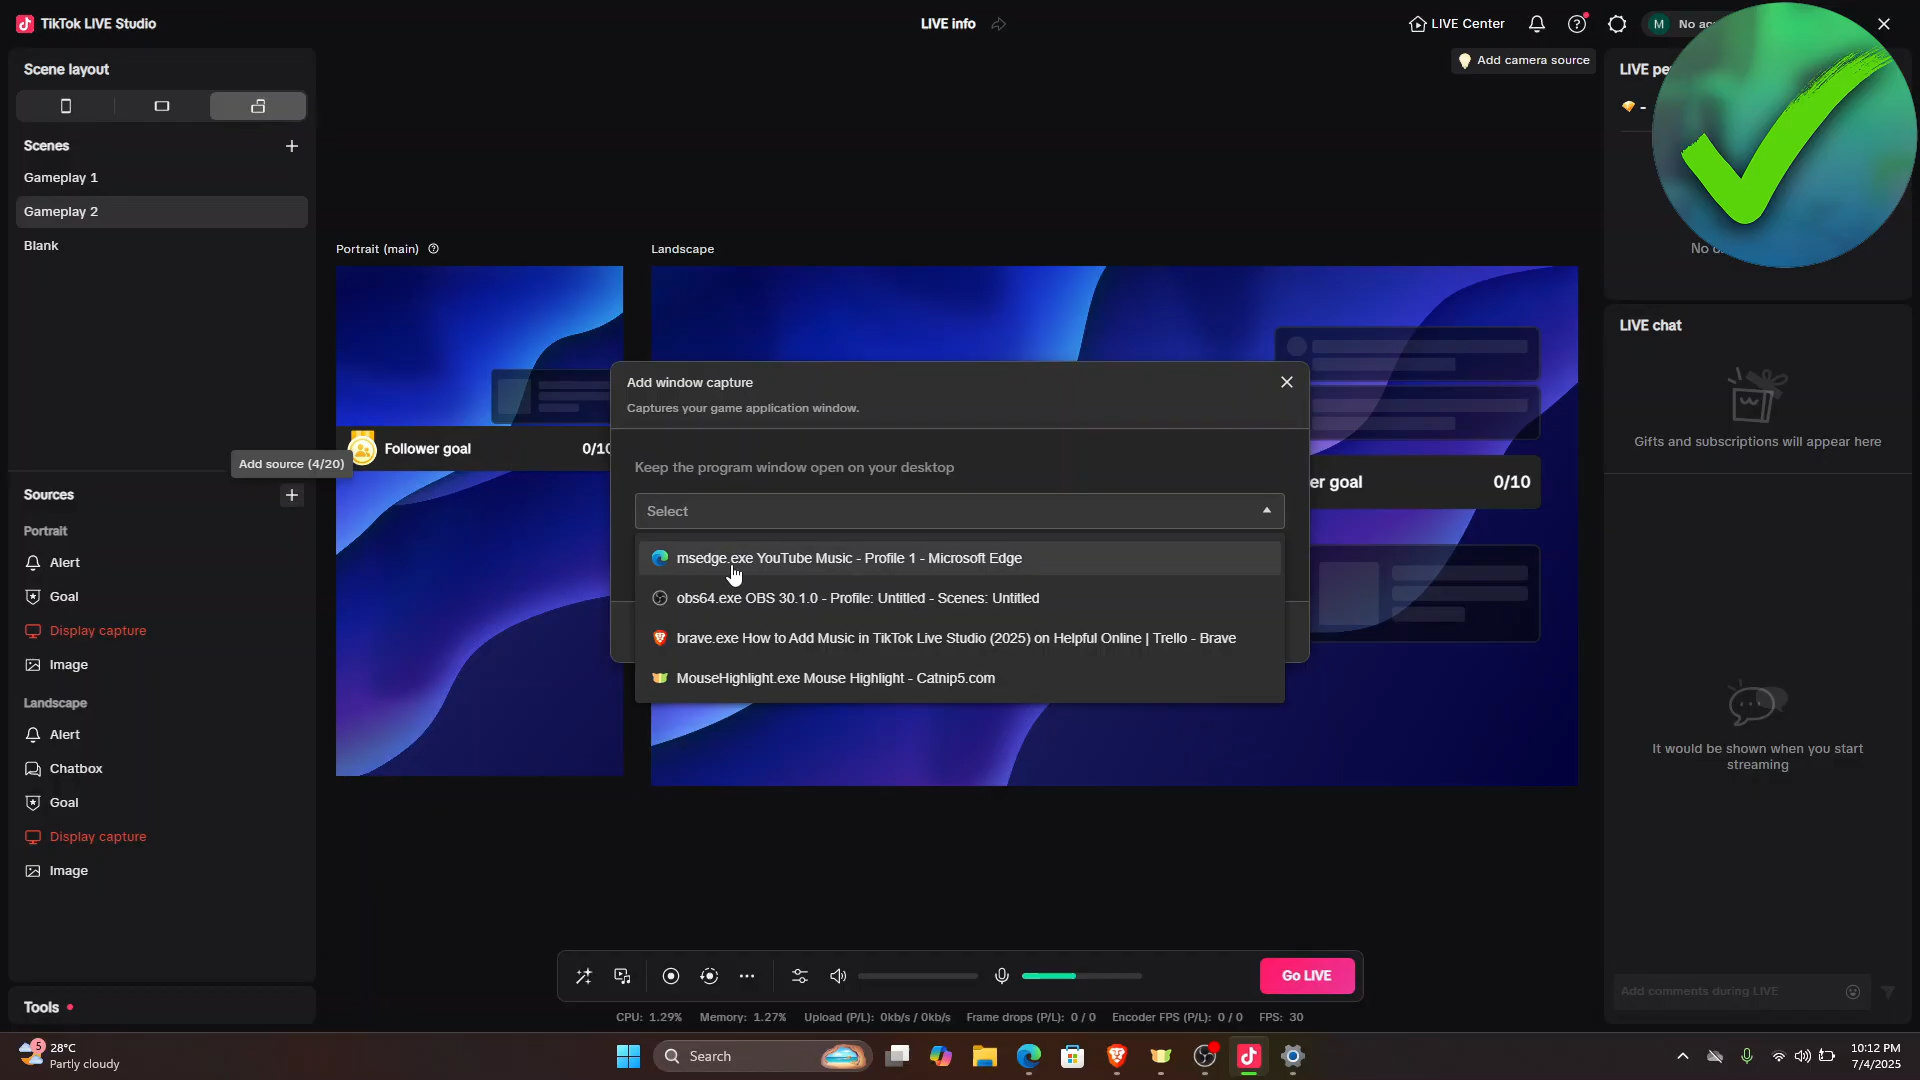 TikTok LIVE Studio
LIVE info
LIVE Center
M
Add camera source
Scene layout
Scenes
Gameplay 1
Gameplay 2
Blank
Add source (4/20)
Sources
Portrait
Alert
Goal
Display capture
Image
Landscape
Alert
Chatbox
Goal
Display capture
Image
Tools
Portrait (main)
Landscape
Follower goal
Add window capture
Captures your game application window.
Keep the program window open on your desktop
Select
msedge.exe YouTube Music - Profile 1 - Microsoft Edge
obs64.exe OBS 30.1.0 - Profile: Untitled - Scenes: Untitled
brave.exe How to Add Music in TikTok Live Studio (2025) on Helpful Online | Trello - Brave
MouseHighlight.exe Mouse Highlight - Catnip5.com
goal 0/10
LIVE
LIVE chat
Gifts and subscriptions will appear here
It would be shown when you start
streaming
Add comments during LIVE
Go LIVE
CPU: 1.29% Memory: 1.27% Upload (P/L): 0kb/s / 0kb/s Frame drops (P/L): 0 / 0 Encoder FPS (P/L): 0 / 0 FPS: 30
5
28°C
Partly cloudy
Search
10:12 PM
7/4/2025